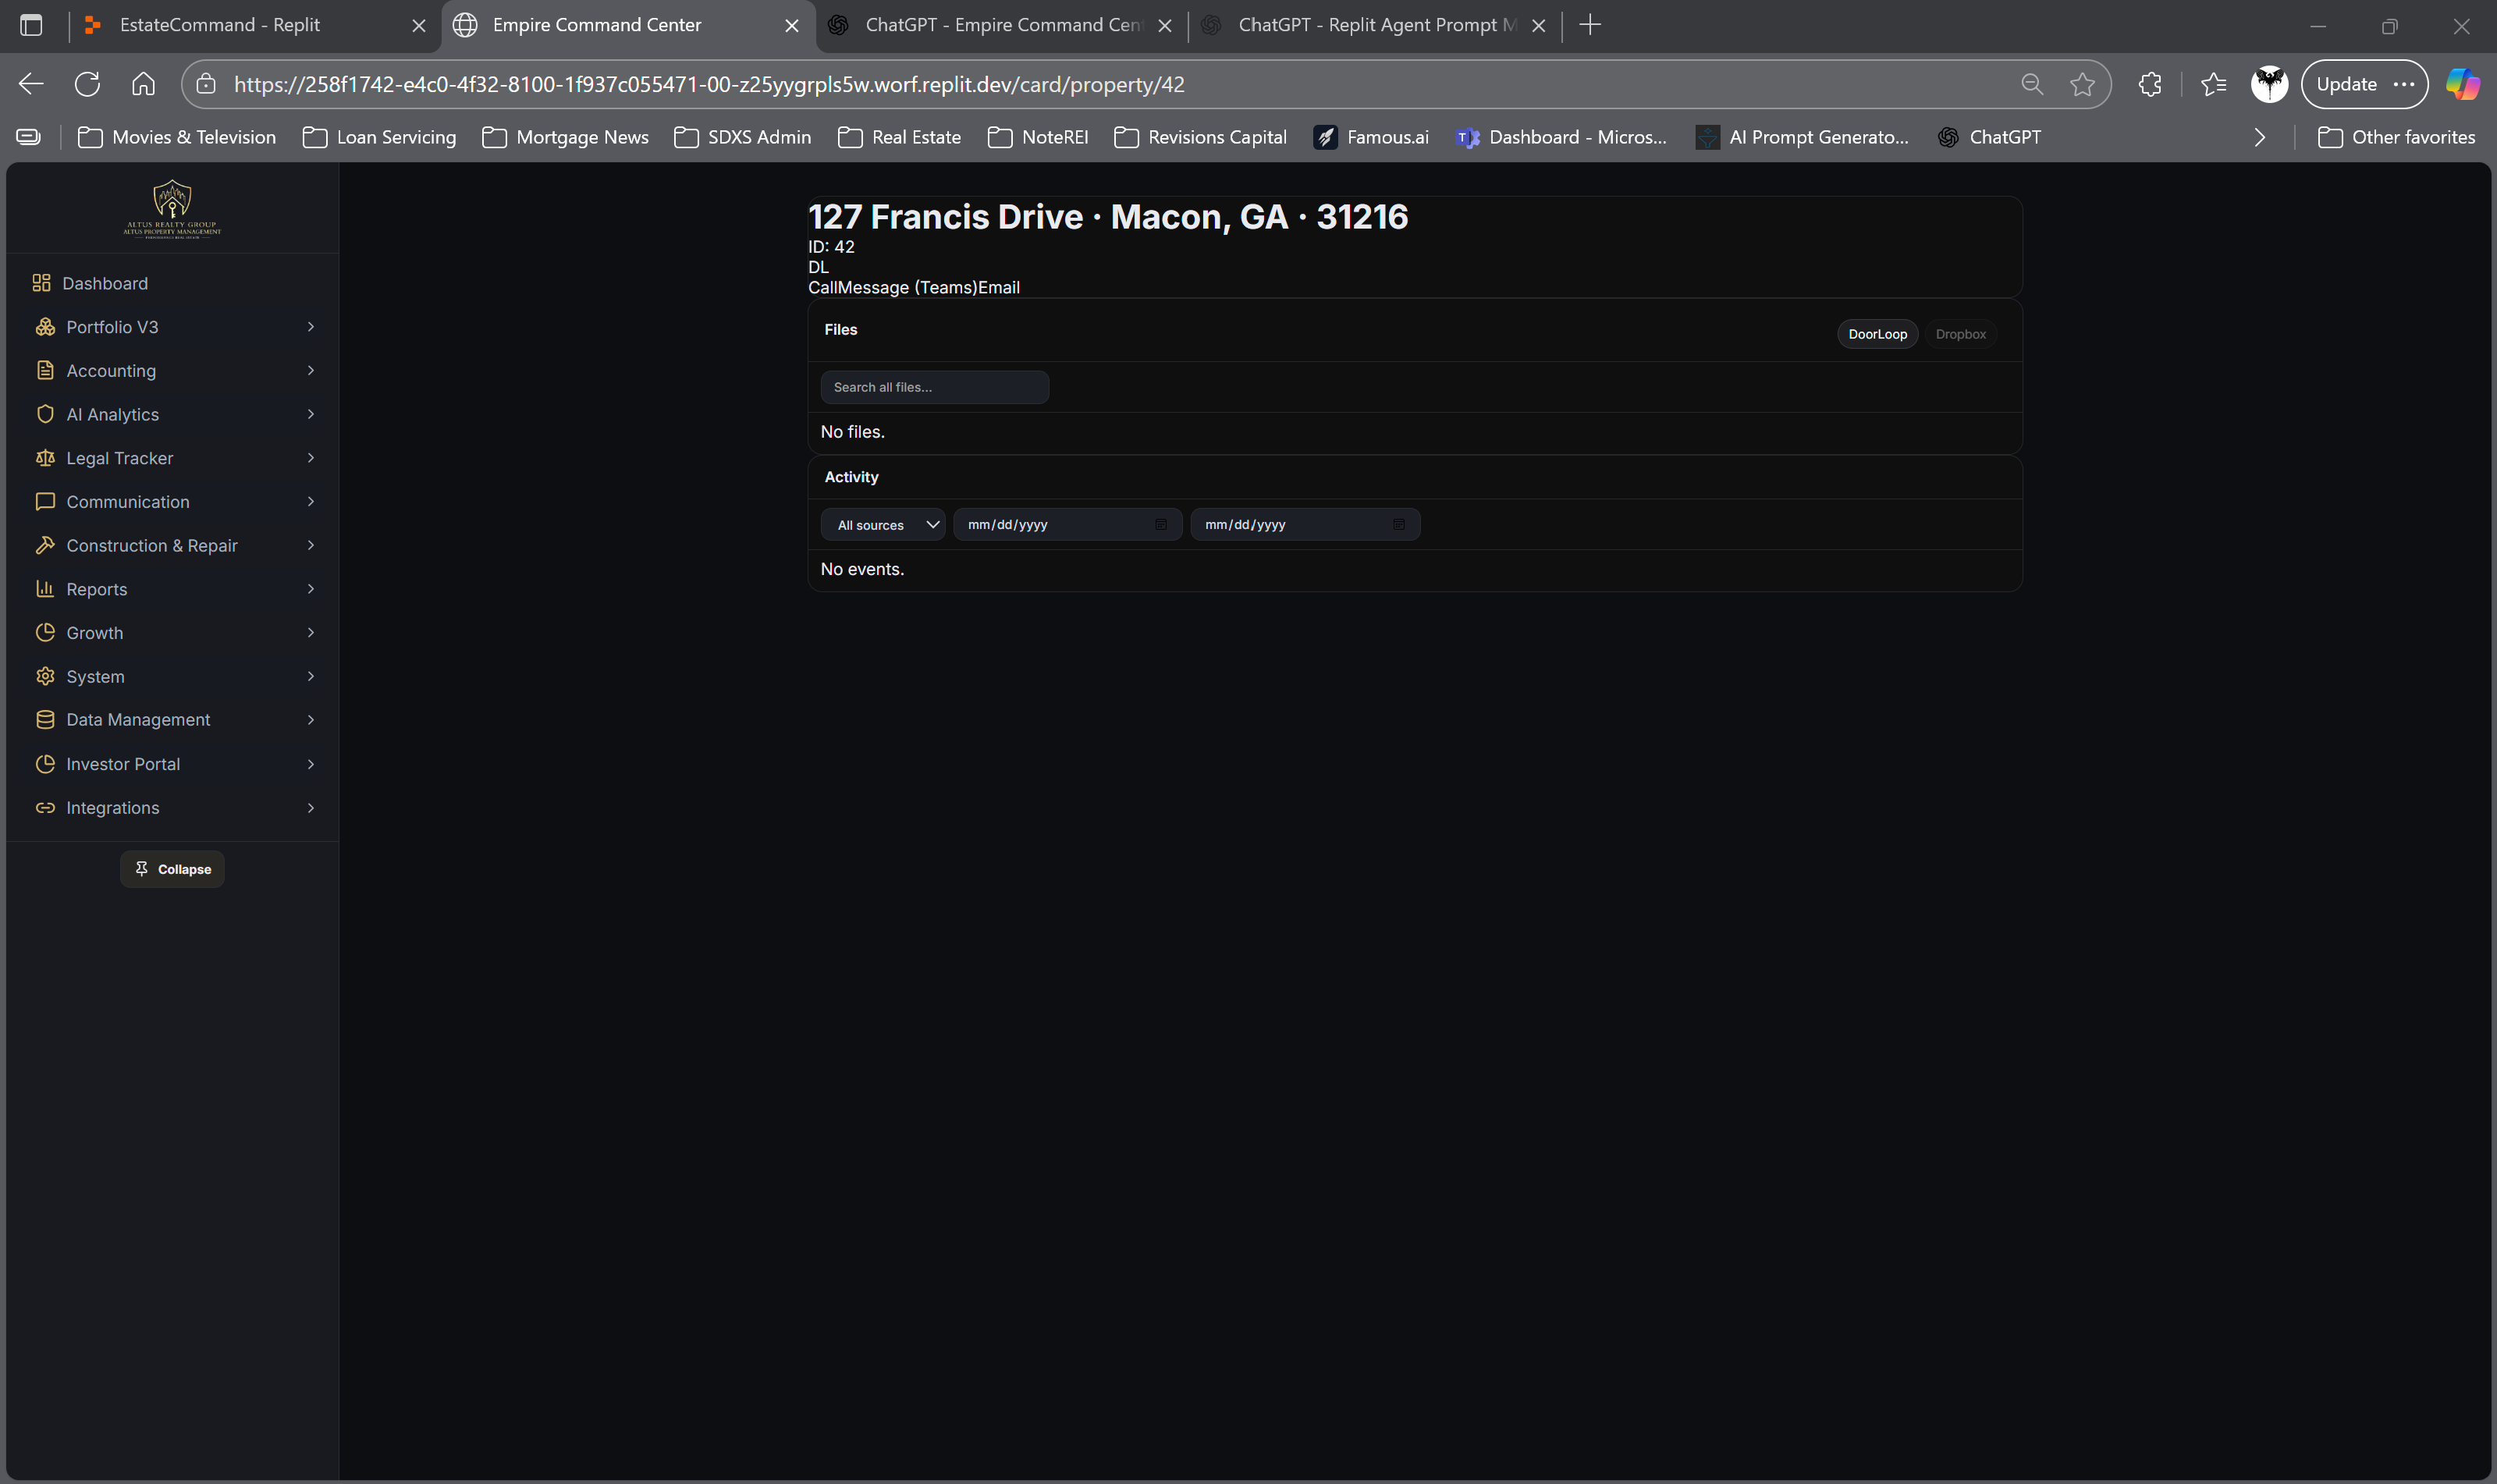 EstateCommand - Replit
Empire Command Center
ChatGPT - Empire Command Cen
ChatGPT - Replit Agent Prompt M
https://258f1742-e4c0-4f32-8100-1f937c055471-00-z25yygrpls5w.worf.replit.dev/card/property/42
Update
Movies & Television
Loan Servicing
Mortgage News
SDXS Admin
Real Estate
NoteREI
Revisions Capital
Famous.ai
Dashboard - Micros...
AI Prompt Generato...
ChatGPT
Other favorites
ALTUS REALTY GROUP
ALTUS PROPERTY MANAGEMENT
Dashboard
Portfolio V3
Accounting
AI Analytics
Legal Tracker
Communication
Construction & Repair
Reports
Growth
System
Data Management
Investor Portal
Integrations
Collapse
127 Francis Drive · Macon, GA · 31216
ID: 42
DL
CallMessage (Teams)Email
Files
DoorLoop
Dropbox
Search all files...
No files.
Activity
All sources
mm/dd/yyyy
mm/dd/yyyy
No events.